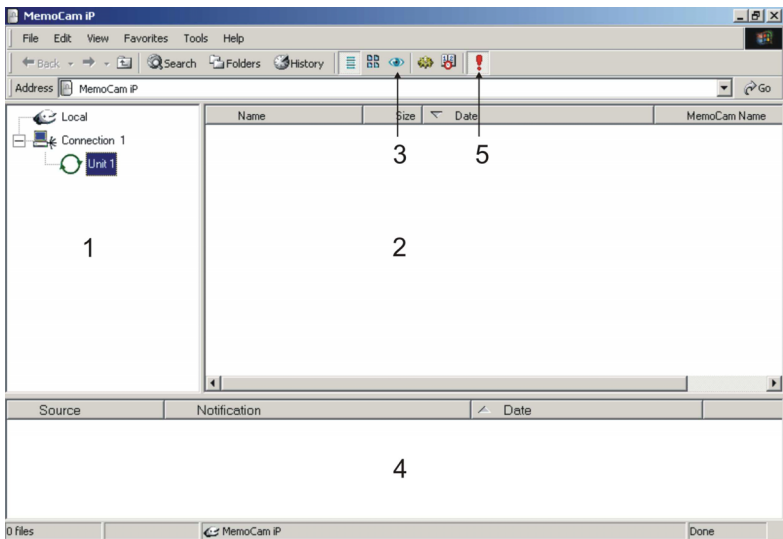 MemoCam iP
File Edit View Favorites Tools Help
Back Search Folders History
Address MemoCam iP Go
Local
Connection 1
Unit 1
Name Size Date MemoCam Name
3 5
1 2
Source Notification Date
4
0 files MemoCam iP Done